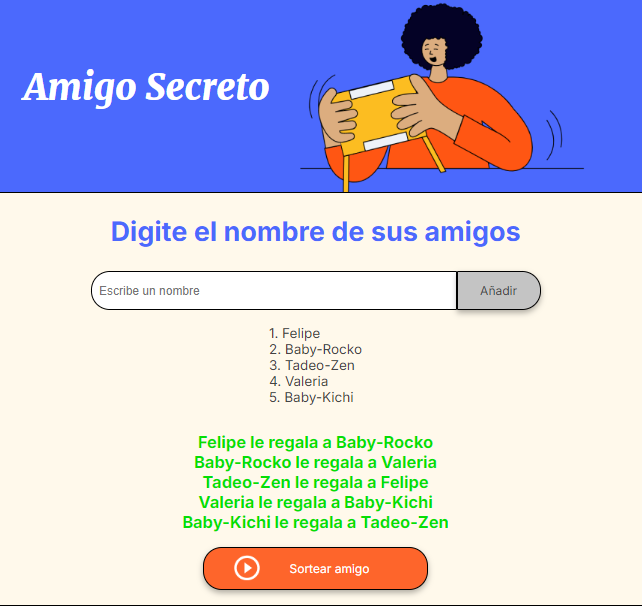 Amigo Secreto
Digite el nombre de sus amigos
Escribe un nombre
Añadir
1. Felipe
2. Baby-Rocko
3. Tadeo-Zen
4. Valeria
5. Baby-Kichi
Felipe le regala a Baby-Rocko
Baby-Rocko le regala a Valeria
Tadeo-Zen le regala a Felipe
Valeria le regala a Baby-Kichi
Baby-Kichi le regala a Tadeo-Zen
Sortear amigo